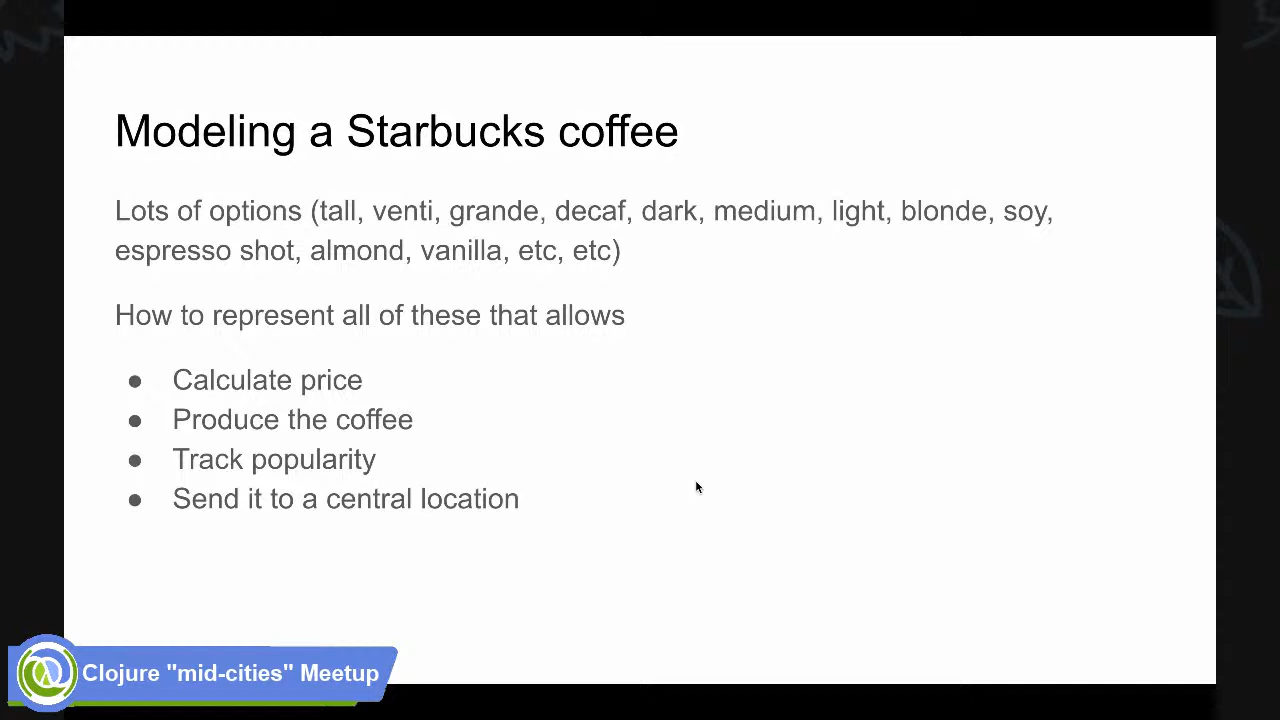 Modeling a Starbucks coffee
Lots of options (tall, venti, grande, decaf, dark, medium, light, blonde, soy,
espresso shot, almond, vanilla, etc, etc)
How to represent all of these that allows
● Calculate price
● Produce the coffee
● Track popularity
● Send it to a central location
Clojure "mid-cities" Meetup